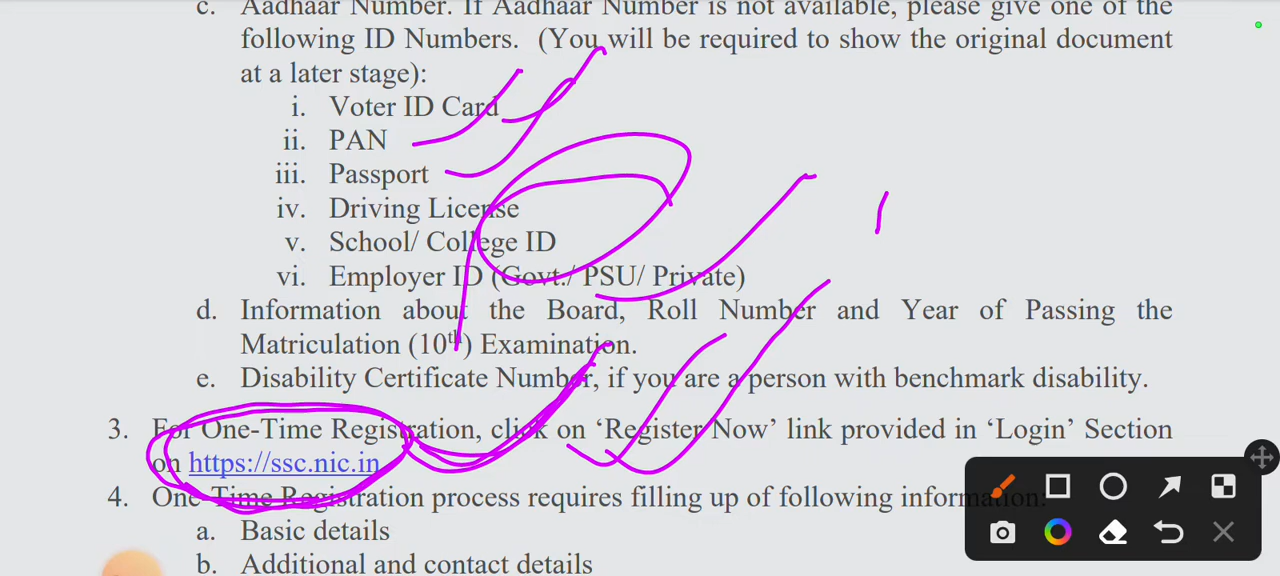 c. Aadhaar Number. If Aadhaar Number is not available, please give one of the
following ID Numbers. (You will be required to show the original document
at a later stage):
i. Voter ID Card
ii. PAN
iii. Passport
iv. Driving License
v. School/ College ID
vi. Employer ID (Govt./ PSU/ Private)
d. Information about the Board, Roll Number and Year of Passing the
Matriculation (10th) Examination.
e. Disability Certificate Number, if you are a person with benchmark disability.
3. For One-Time Registration, click on ‘Register Now’ link provided in ‘Login’ Section
on https://ssc.nic.in
4. One-Time Registration process requires filling up of following information:
a. Basic details
b. Additional and contact details